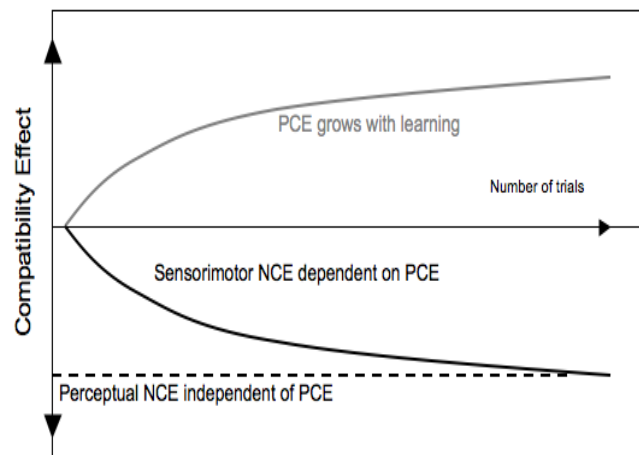 Compatibility Effect
PCE grows with learning
Number of trials
Sensorimotor NCE dependent on PCE
Perceptual NCE independent of PCE